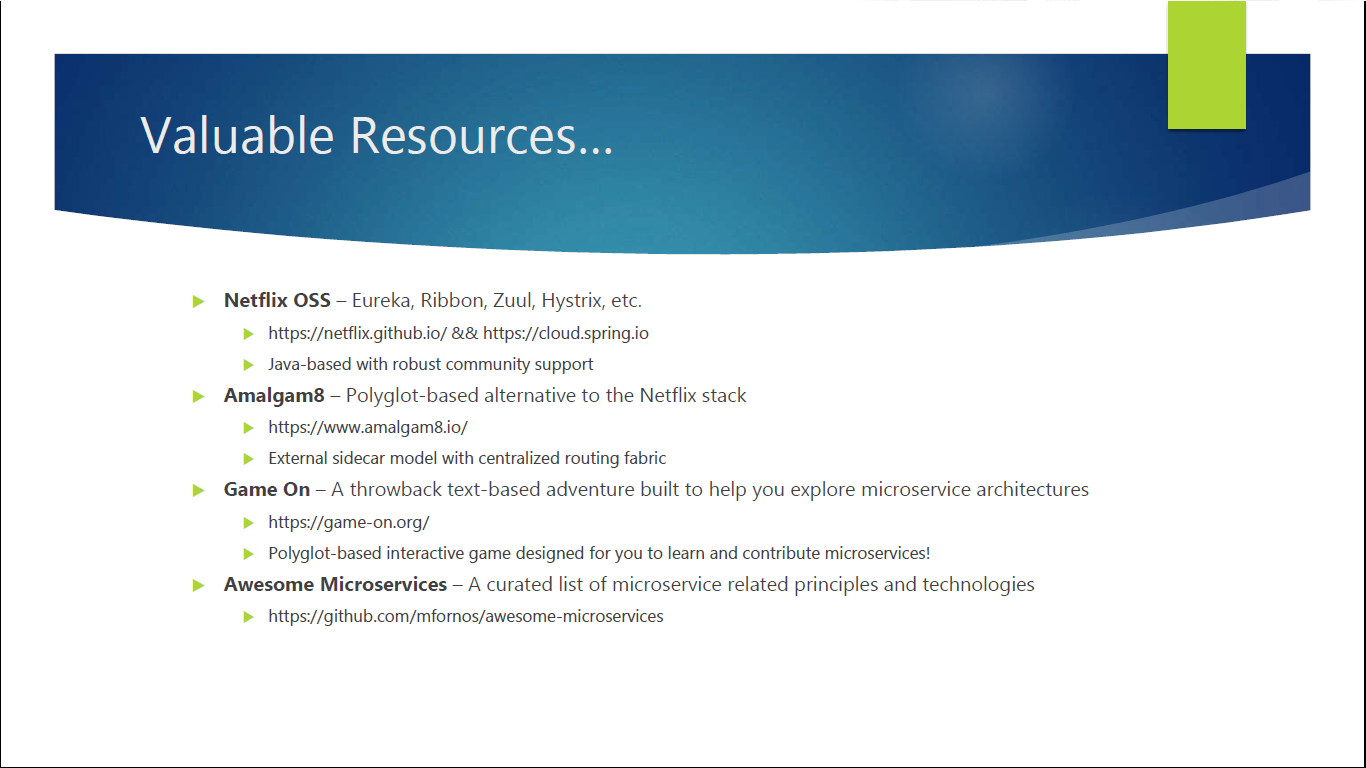 Valuable Resources...
Netflix OSS – Eureka, Ribbon, Zuul, Hystrix, etc.
https://netflix.github.io/ && https://cloud.spring.io
Java-based with robust community support
Amalgam8 – Polyglot-based alternative to the Netflix stack
https://www.amalgam8.io/
External sidecar model with centralized routing fabric
Game On – A throwback text-based adventure built to help you explore microservice architectures
https://game-on.org/
Polyglot-based interactive game designed for you to learn and contribute microservices!
Awesome Microservices – A curated list of microservice related principles and technologies
https://github.com/mfornos/awesome-microservices